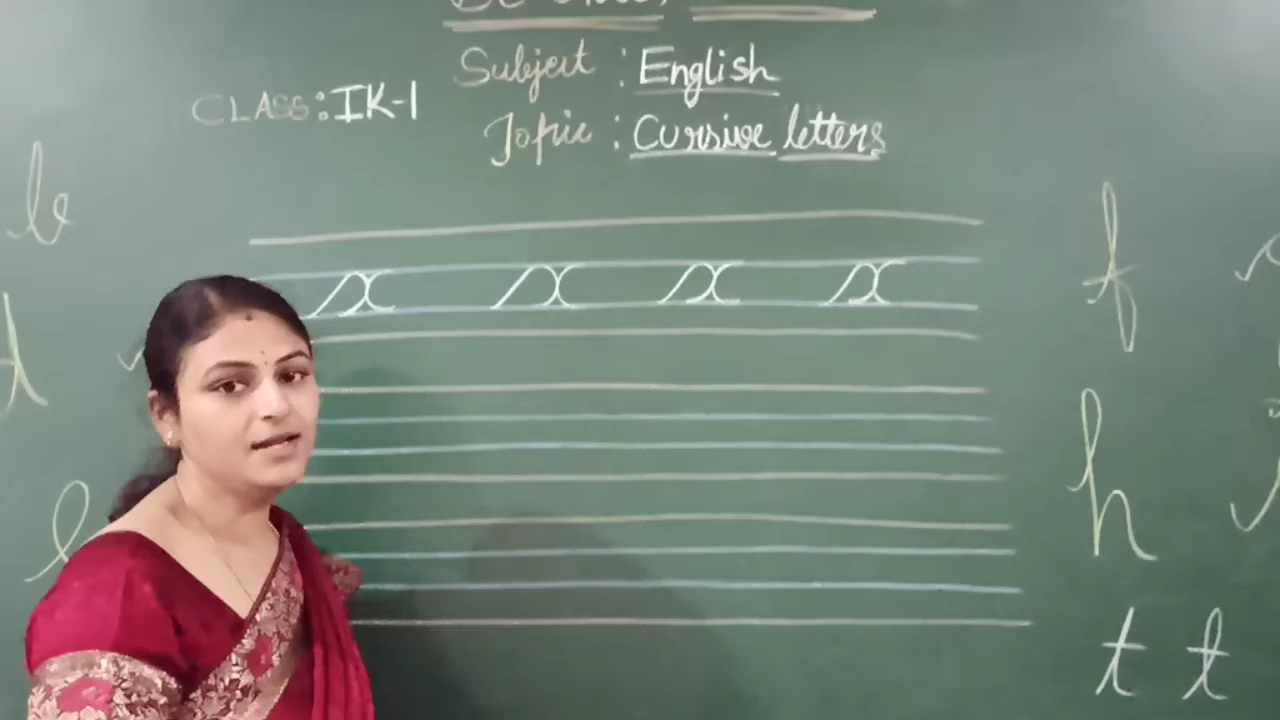 Subject : English
CLASS: IK-1
Topic : Cursive letters
b
f
x x x x
d
h
l
t t